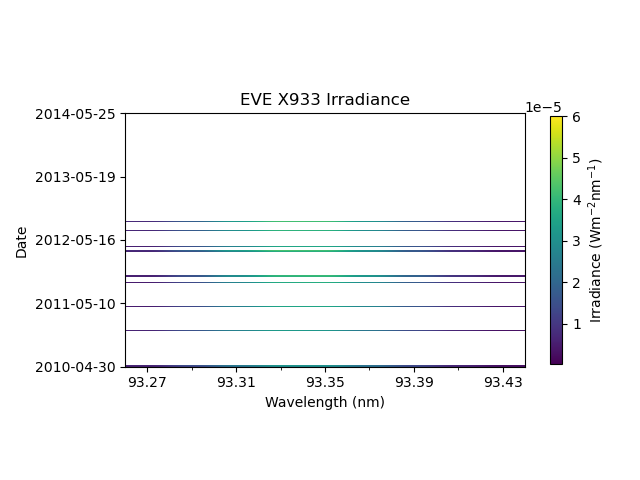 EVE X933 Irradiance
1e−5
2014-05-25
2013-05-19
2012-05-16
2011-05-10
2010-04-30
Date
93.27 93.31 93.35 93.39 93.43
Wavelength (nm)
6
5
4
3
2
1
Irradiance (Wm⁻²nm⁻¹)